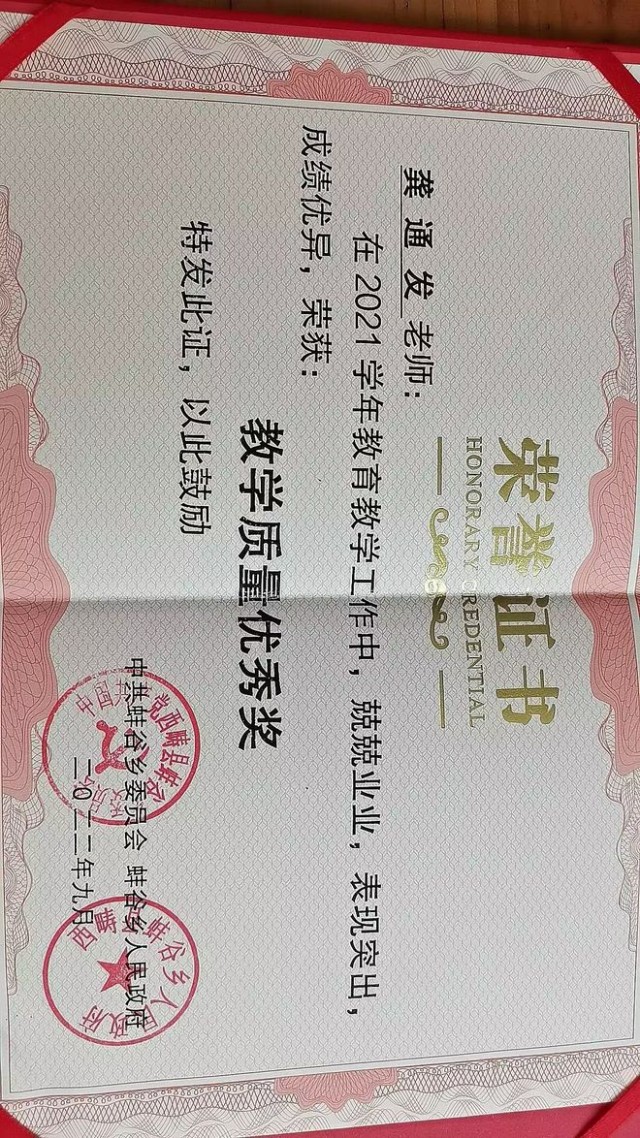 荣誉证书
HONORARY CREDENTIAL
龚通发老师：
在2021学年教育教学工作中，兢兢业业，表现突出，
成绩优异，荣获：
教学质量优秀奖
特发此证，以此鼓励
中共蚌谷乡委员会 蚌谷乡人民政府
二〇二二年九月